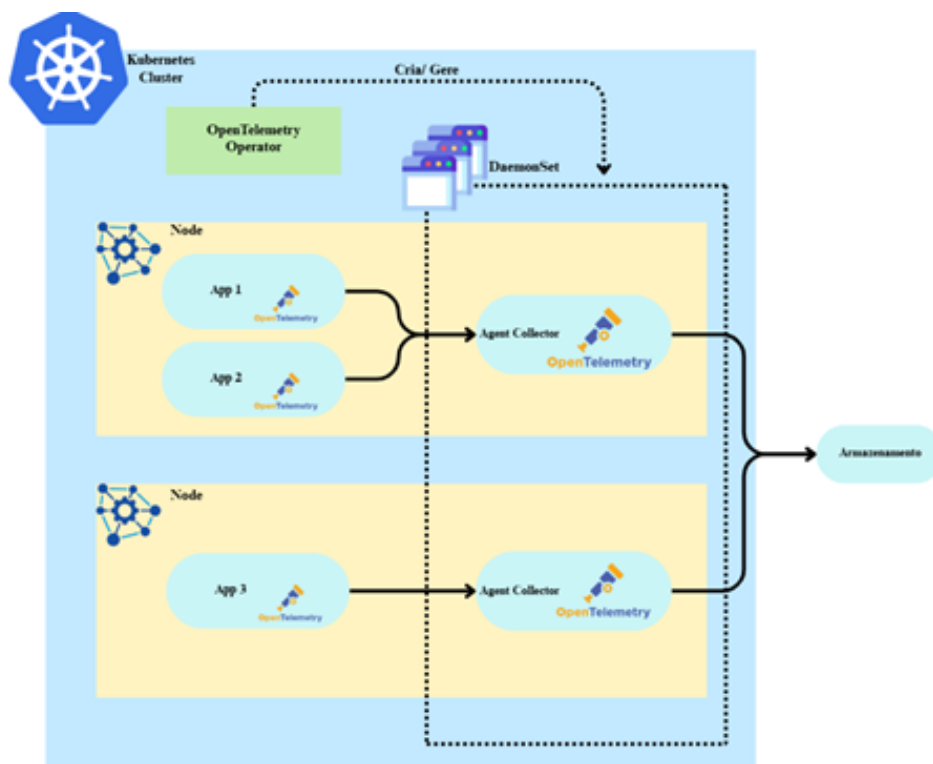 Kubernetes
Cluster
Cria/ Gere
OpenTelemetry
Operator
DaemonSet
Node
App 1
OpenTelemetry
Agent Collector
OpenTelemetry
App 2
OpenTelemetry
Armazenamento
Node
App 3
OpenTelemetry
Agent Collector
OpenTelemetry